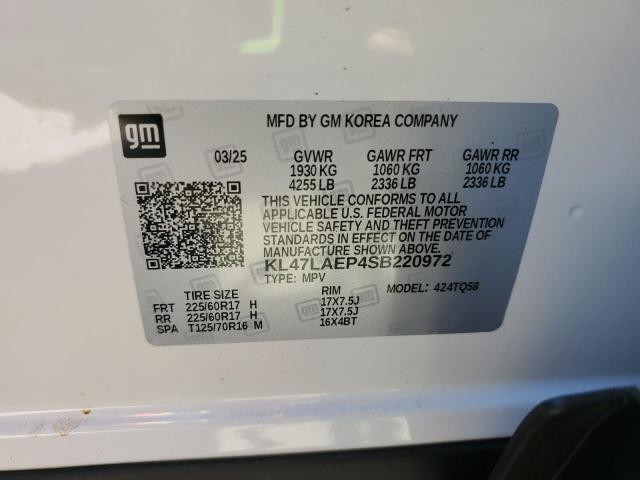 gm
MFD BY GM KOREA COMPANY
03/25 GVWR GAWR FRT GAWR RR
1930 KG 1060 KG 1060 KG
4255 LB 2336 LB 2336 LB
THIS VEHICLE CONFORMS TO ALL
APPLICABLE U.S. FEDERAL MOTOR
VEHICLE SAFETY AND THEFT PREVENTION
STANDARDS IN EFFECT ON THE DATE OF
MANUFACTURE SHOWN ABOVE.
KL47LAEP4SB220972
TYPE: MPV
TIRE SIZE RIM MODEL: 424TQ58
FRT 225/60R17 H 17X7.5J
RR 225/60R17 H 17X7.5J
SPA T125/70R16 M 16X4BT